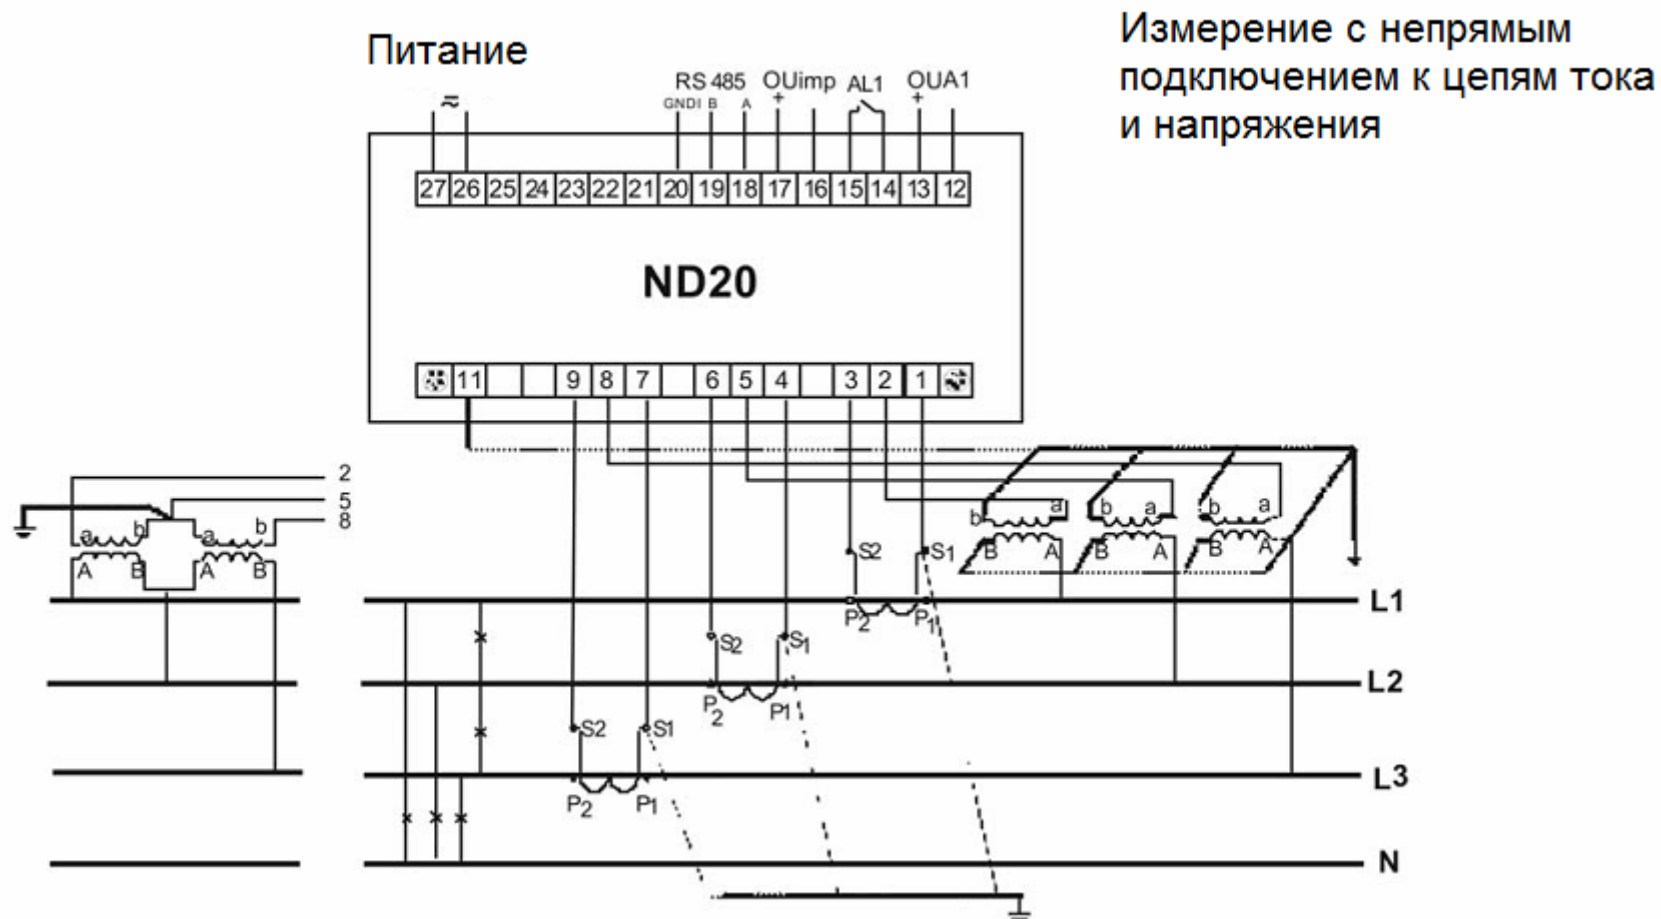 Питание
Измерение с непрямым
подключением к цепям тока
и напряжения
≂
RS 485 OUimp AL1 OUA1
GNDI B A + +
27 26 25 24 23 22 21 20 19 18 17 16 15 14 13 12
ND20
11 9 8 7 6 5 4 3 2 1
2
5
8
a b a b
A B A B
b a b a b a
B A B A B A
S2 S1
P2 P1
L1
S2 S1
P2 P1
L2
S2 S1
P2 P1
L3
N